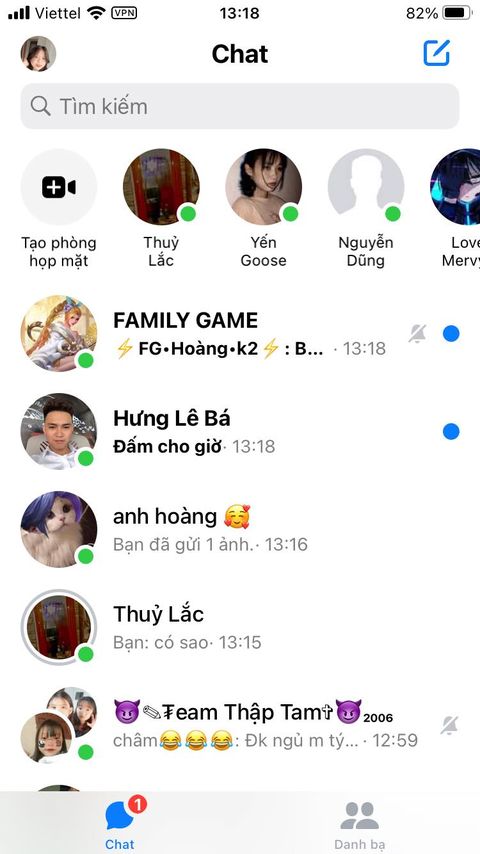 Viettel VPN 13:18 82%
Chat
Tìm kiếm
Tạo phòng
họp mặt
Thuỷ
Lắc
Yến
Goose
Nguyễn
Dũng
Love
Mervy
FAMILY GAME
⚡FG•Hoàng•k2⚡: B... · 13:18
Hưng Lê Bá
Đấm cho giờ · 13:18
anh hoàng 🥰
Bạn đã gửi 1 ảnh. · 13:16
Thuỷ Lắc
Bạn: có sao · 13:15
😈✎₮eam Thập Tam✞😈2006
châm😂😂😂: Đk ngủ m tý... · 12:59
1
Chat
Danh bạ